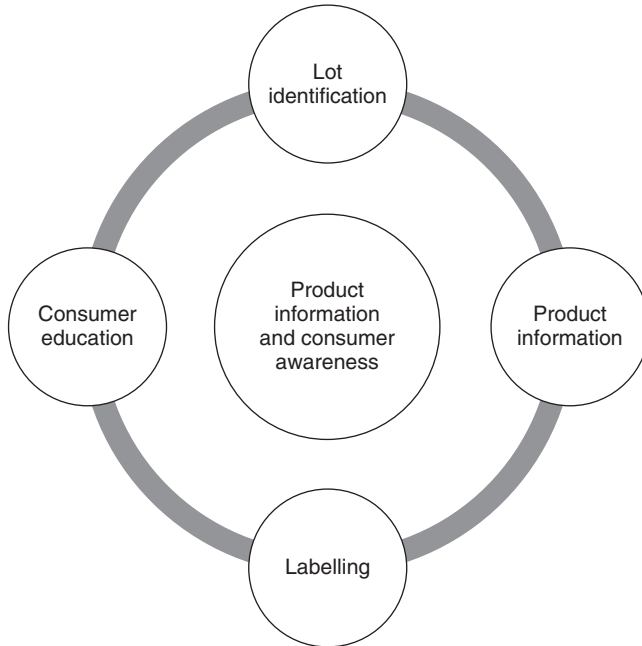 Lot
identification
Consumer
education
Product
information
and consumer
awareness
Product
information
Labelling